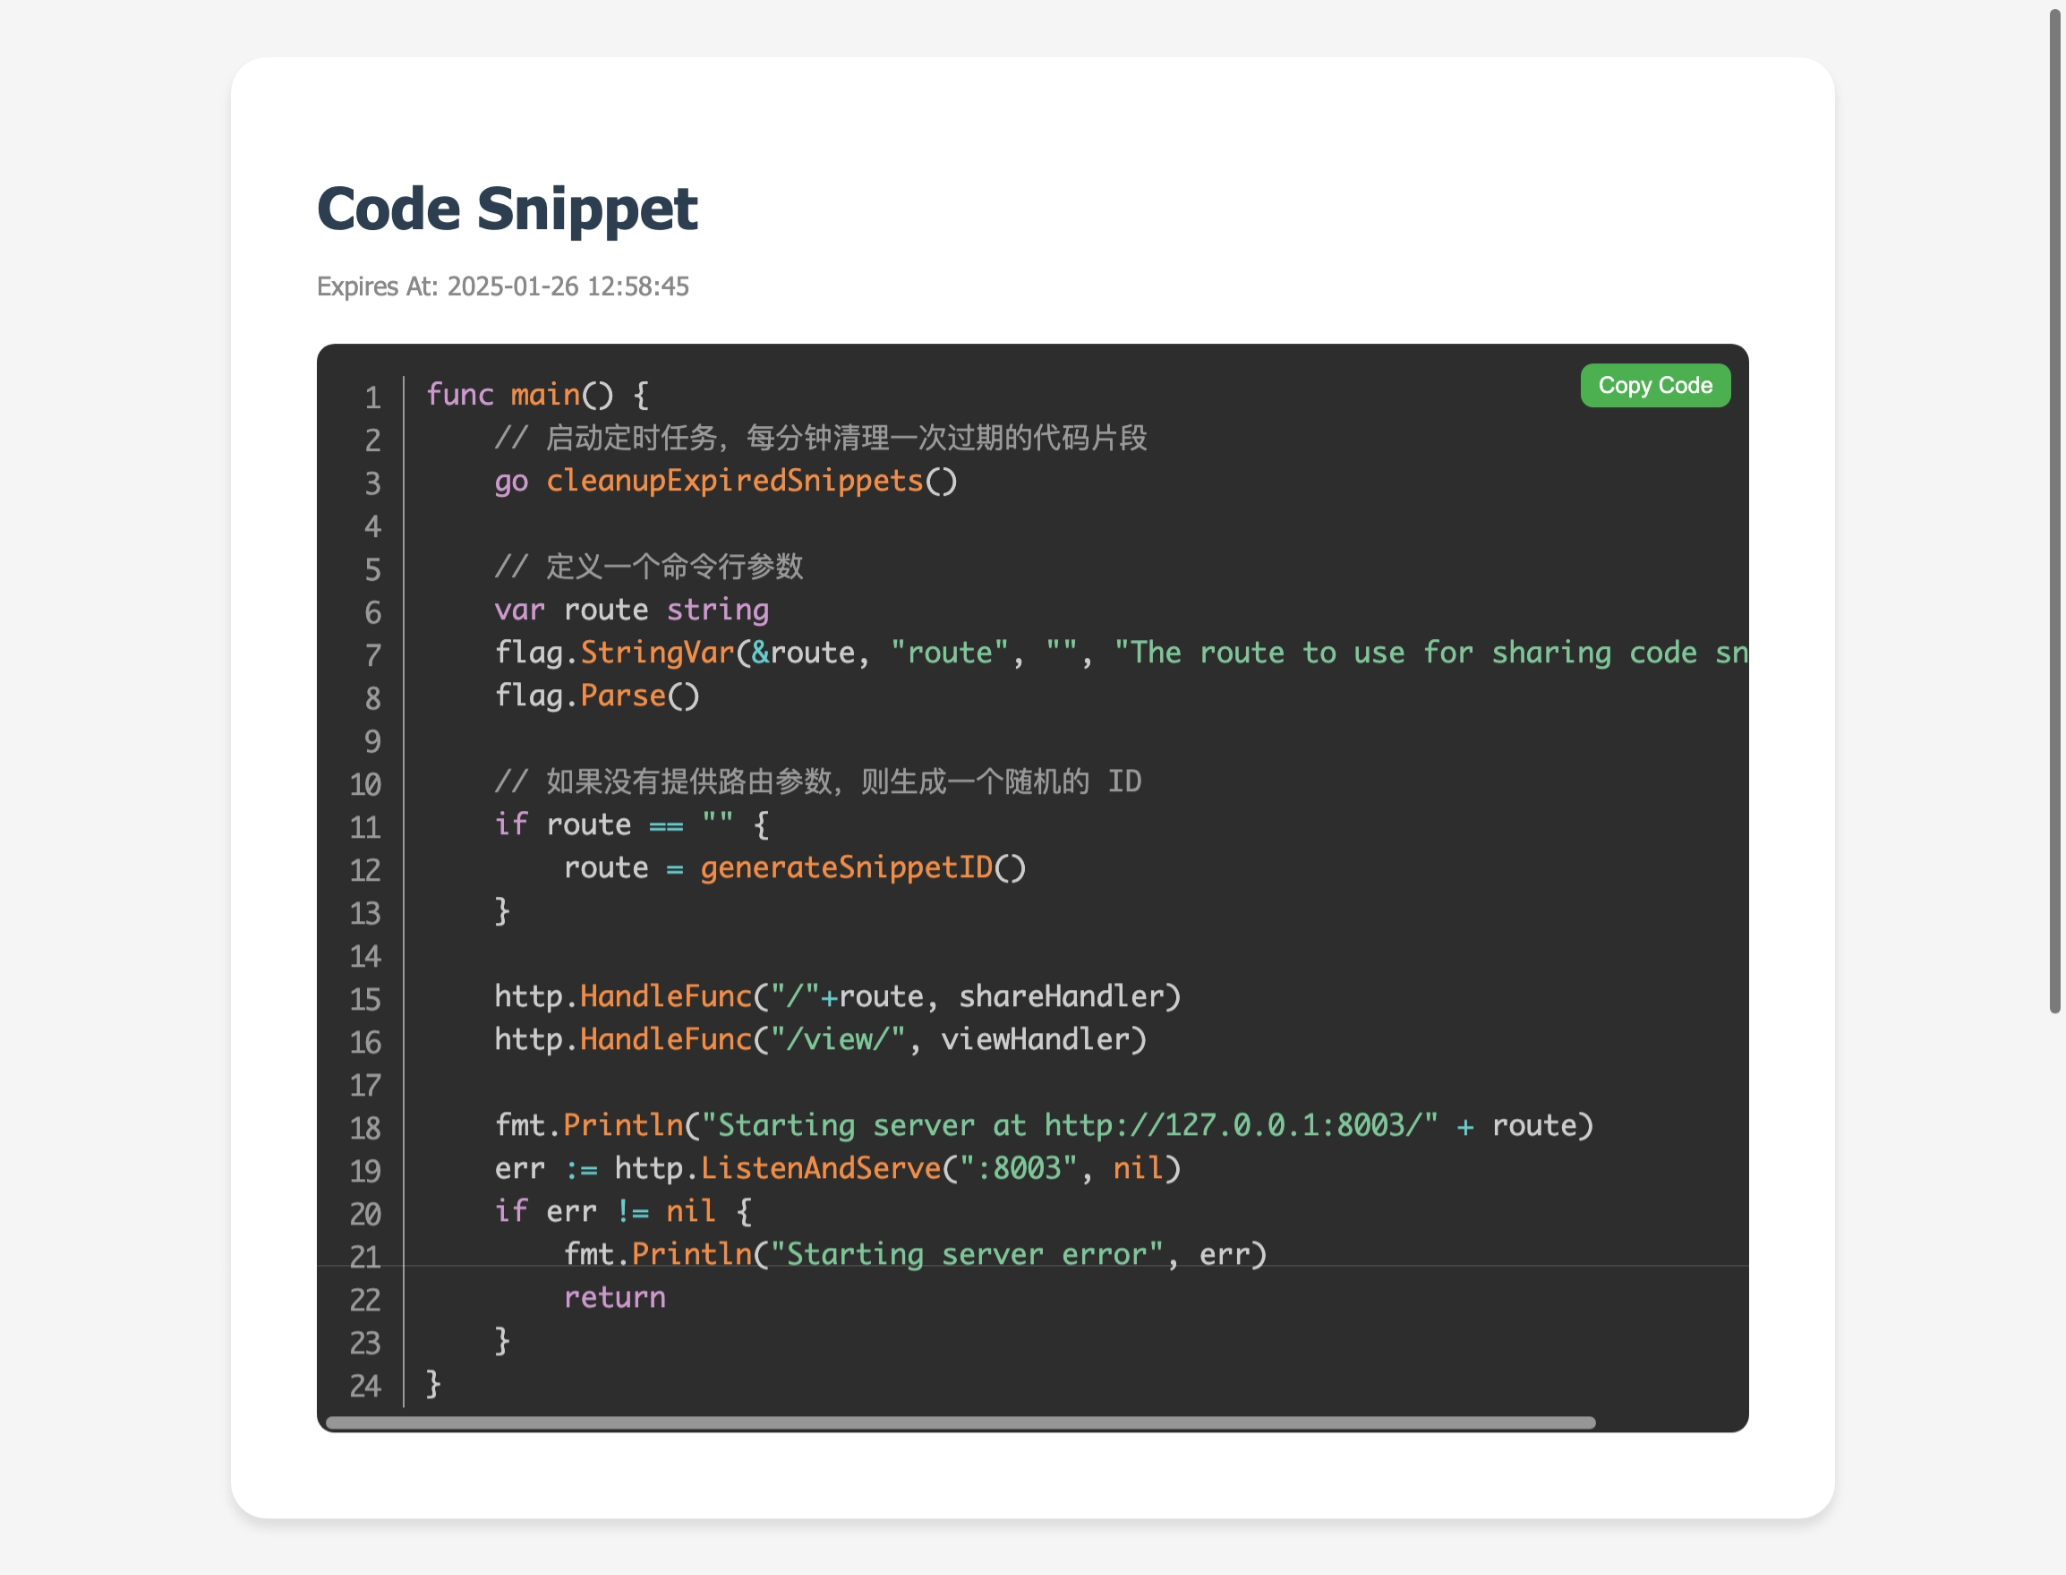 Code Snippet
Expires At: 2025-01-26 12:58:45
Copy Code
1 func main() {
2     // 启动定时任务，每分钟清理一次过期的代码片段
3     go cleanupExpiredSnippets()
4
5     // 定义一个命令行参数
6     var route string
7     flag.StringVar(&route, "route", "", "The route to use for sharing code sn
8     flag.Parse()
9
10     // 如果没有提供路由参数，则生成一个随机的 ID
11     if route == "" {
12         route = generateSnippetID()
13     }
14
15     http.HandleFunc("/"+route, shareHandler)
16     http.HandleFunc("/view/", viewHandler)
17
18     fmt.Println("Starting server at http://127.0.0.1:8003/" + route)
19     err := http.ListenAndServe(":8003", nil)
20     if err != nil {
21         fmt.Println("Starting server error", err)
22         return
23     }
24 }